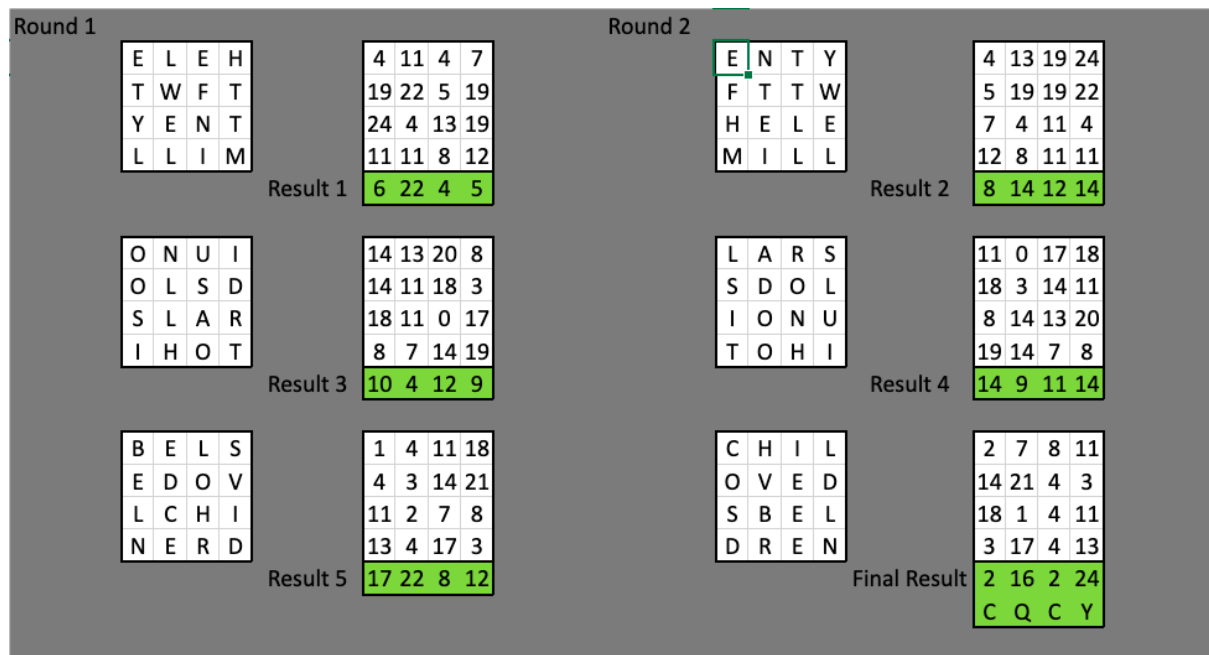 Round 1 Round 2
E L E H 4 11 4 7 E N T Y 4 13 19 24
T W F T 19 22 5 19 F T T W 5 19 19 22
Y E N T 24 4 13 19 H E L E 7 4 11 4
L L I M 11 11 8 12 M I L L 12 8 11 11
Result 1 6 22 4 5 Result 2 8 14 12 14
O N U I 14 13 20 8 L A R S 11 0 17 18
O L S D 14 11 18 3 S D O L 18 3 14 11
S L A R 18 11 0 17 I O N U 8 14 13 20
I H O T 8 7 14 19 T O H I 19 14 7 8
Result 3 10 4 12 9 Result 4 14 9 11 14
B E L S 1 4 11 18 C H I L 2 7 8 11
E D O V 4 3 14 21 O V E D 14 21 4 3
L C H I 11 2 7 8 S B E L 18 1 4 11
N E R D 13 4 17 3 D R E N 3 17 4 13
Result 5 17 22 8 12 Final Result 2 16 2 24
C Q C Y